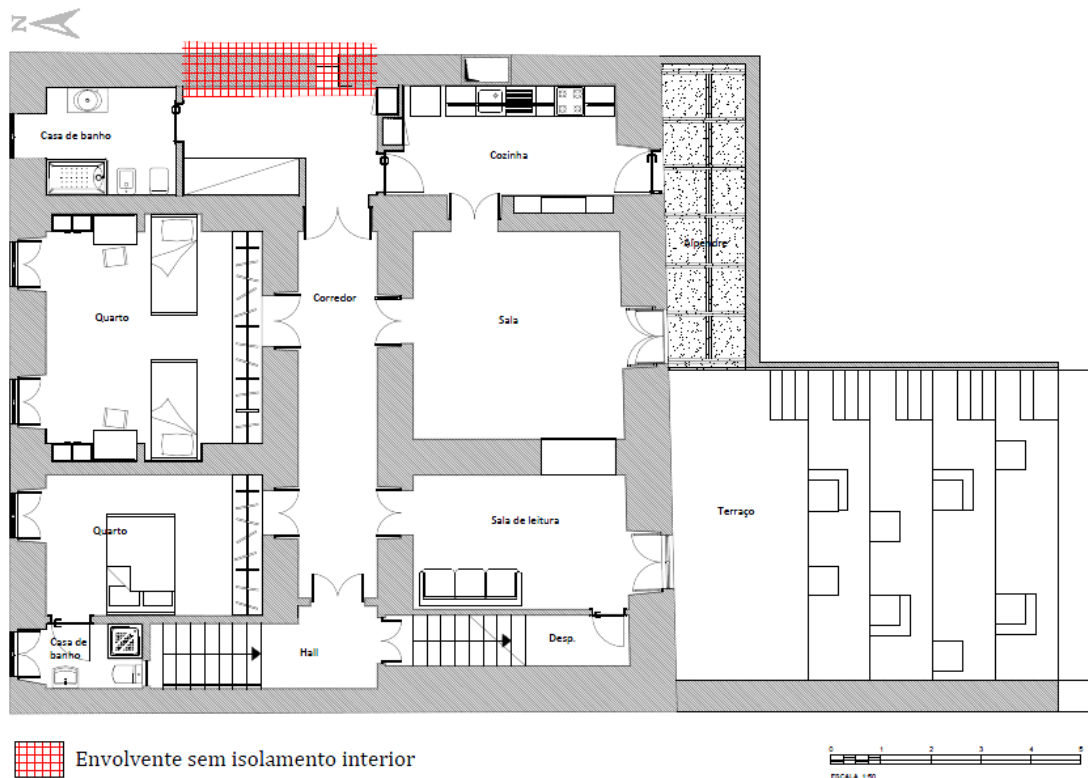 Z
Casa de banho
Cozinha
Alpendre
Quarto
Corredor
Sala
Quarto
Sala de leitura
Terraço
Casa de
banho
Hall
Desp.
Envolvente sem isolamento interior
0 1 2 3 4 5
ESCALA 1:50